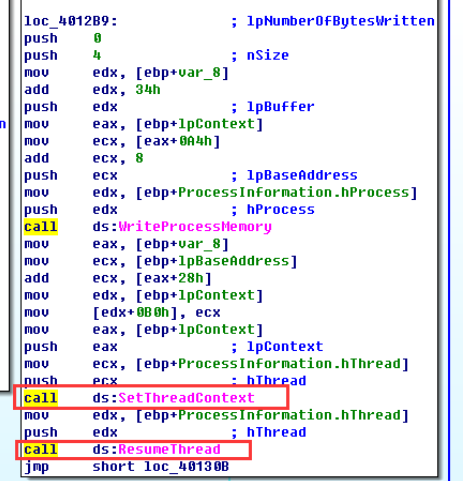 loc_4012B9: ; lpNumberOfBytesWritten
push 0
push 4 ; nSize
mov edx, [ebp+var_8]
add edx, 34h
push edx ; lpBuffer
mov eax, [ebp+lpContext]
mov ecx, [eax+0A4h]
add ecx, 8
push ecx ; lpBaseAddress
mov edx, [ebp+ProcessInformation.hProcess]
push edx ; hProcess
call ds:WriteProcessMemory
mov eax, [ebp+var_8]
mov ecx, [ebp+lpBaseAddress]
add ecx, [eax+28h]
mov edx, [ebp+lpContext]
mov [edx+0B0h], ecx
mov eax, [ebp+lpContext]
push eax ; lpContext
mov ecx, [ebp+ProcessInformation.hThread]
push ecx ; hThread
call ds:SetThreadContext
mov edx, [ebp+ProcessInformation.hThread]
push edx ; hThread
call ds:ResumeThread
jmp short loc_40130B